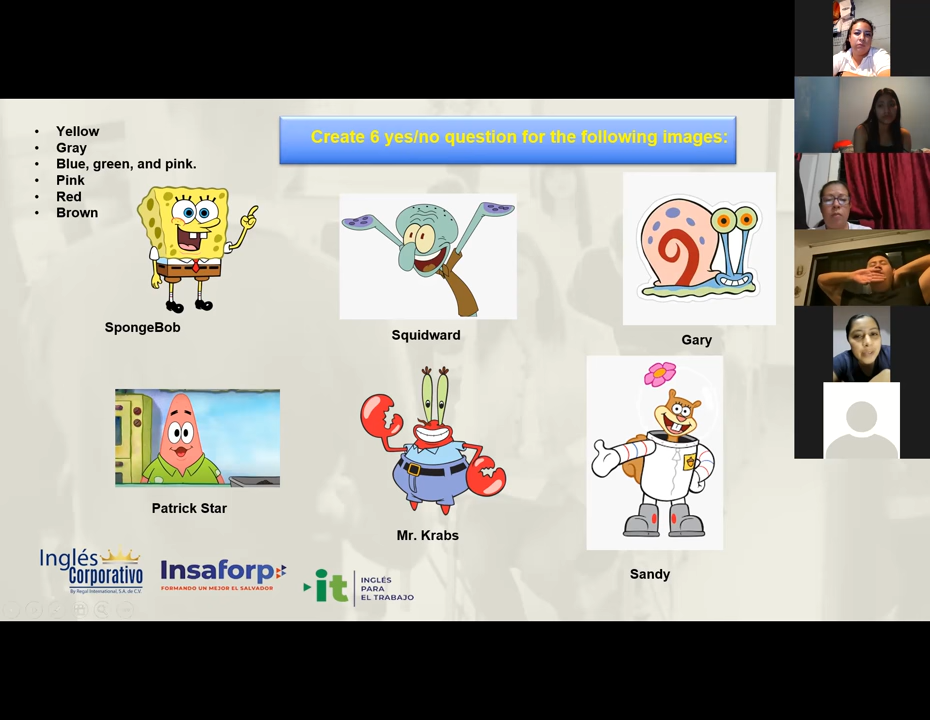 Create 6 yes/no question for the following images:
• Yellow
• Gray
• Blue, green, and pink.
• Pink
• Red
• Brown
SpongeBob
Squidward
Gary
Patrick Star
Mr. Krabs
Sandy
Inglés
Corporativo
By Regal International, S.A. de C.V.
Insaforp
FORMANDO UN MEJOR EL SALVADOR
it
INGLÉS
PARA
EL TRABAJO